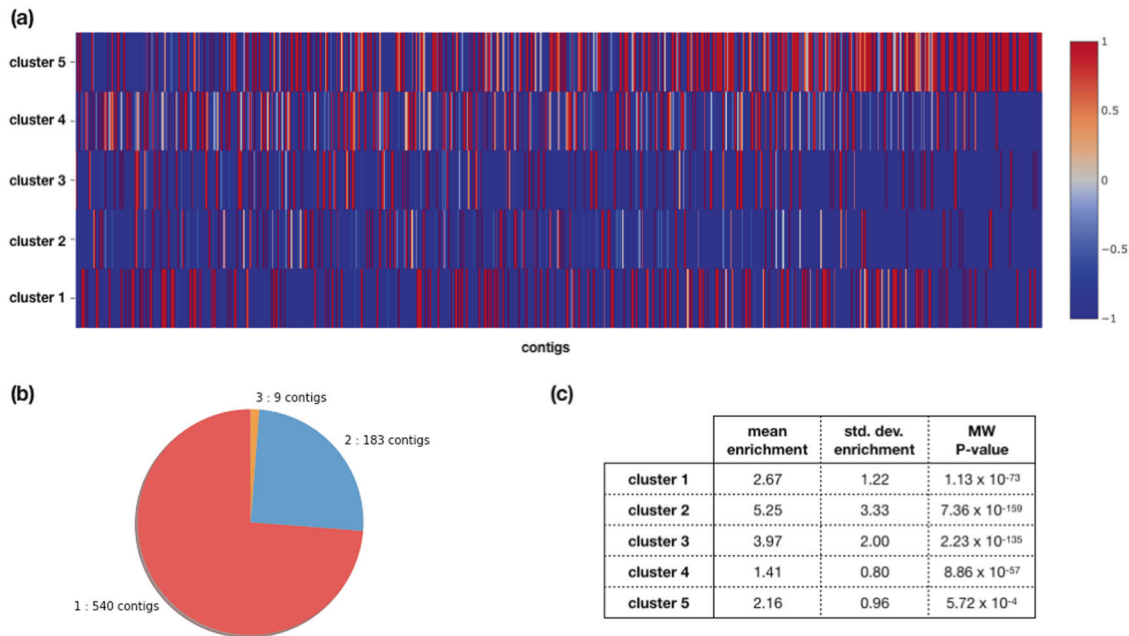 (a)
cluster 5
cluster 4
cluster 3
cluster 2
cluster 1
contigs
1
0.5
0
−0.5
−1
(b)
3 : 9 contigs
2 : 183 contigs
1 : 540 contigs
(c)
mean enrichment std. dev. enrichment MW P-value
cluster 1 2.67 1.22 1.13 x 10⁻⁷³
cluster 2 5.25 3.33 7.36 x 10⁻¹⁵⁹
cluster 3 3.97 2.00 2.23 x 10⁻¹³⁵
cluster 4 1.41 0.80 8.86 x 10⁻⁵⁷
cluster 5 2.16 0.96 5.72 x 10⁻⁴